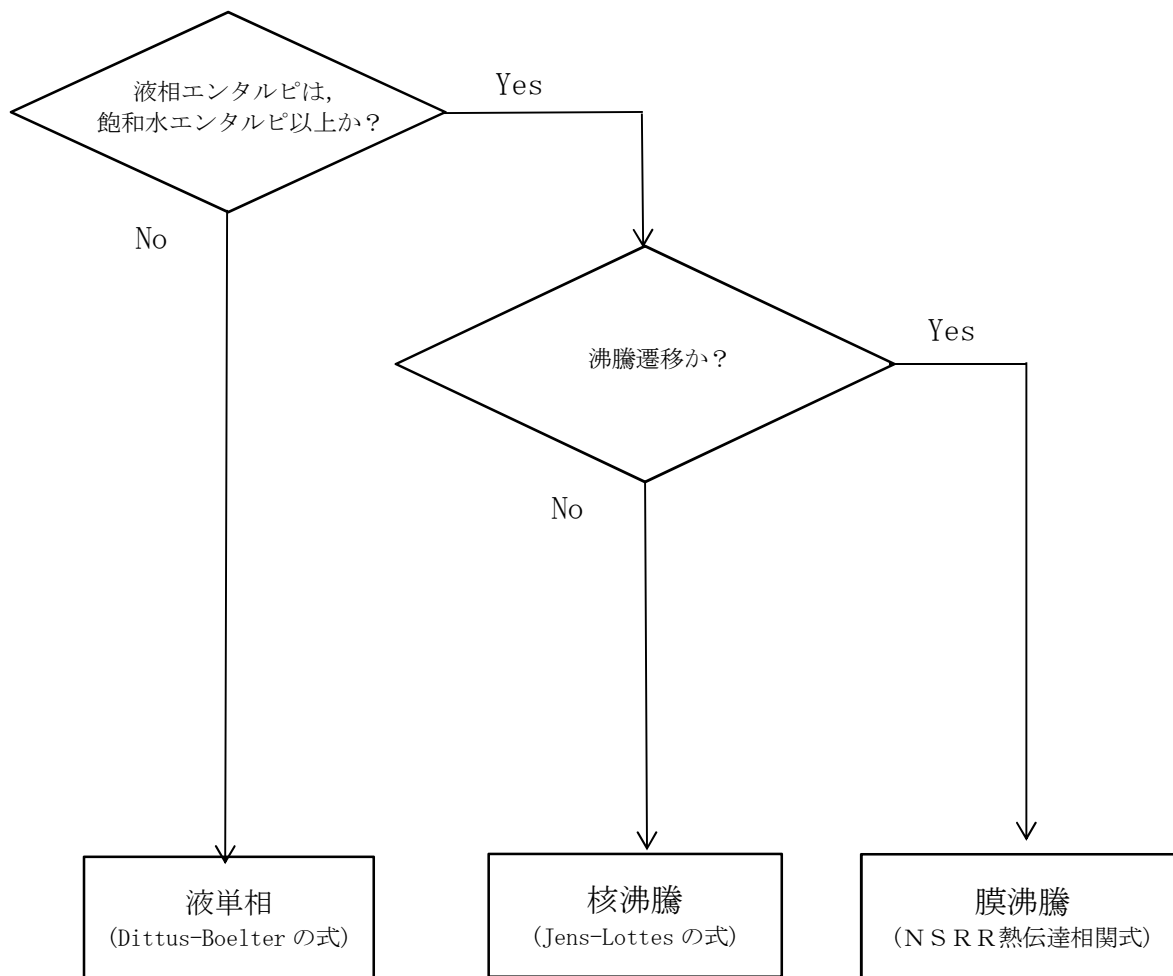 液相エンタルピは,
飽和水エンタルピ以上か？
Yes
No
沸騰遷移か？
Yes
No
液単相
(Dittus-Boelter の式)
核沸騰
(Jens-Lottes の式)
膜沸騰
(ＮＳＲＲ熱伝達相関式)